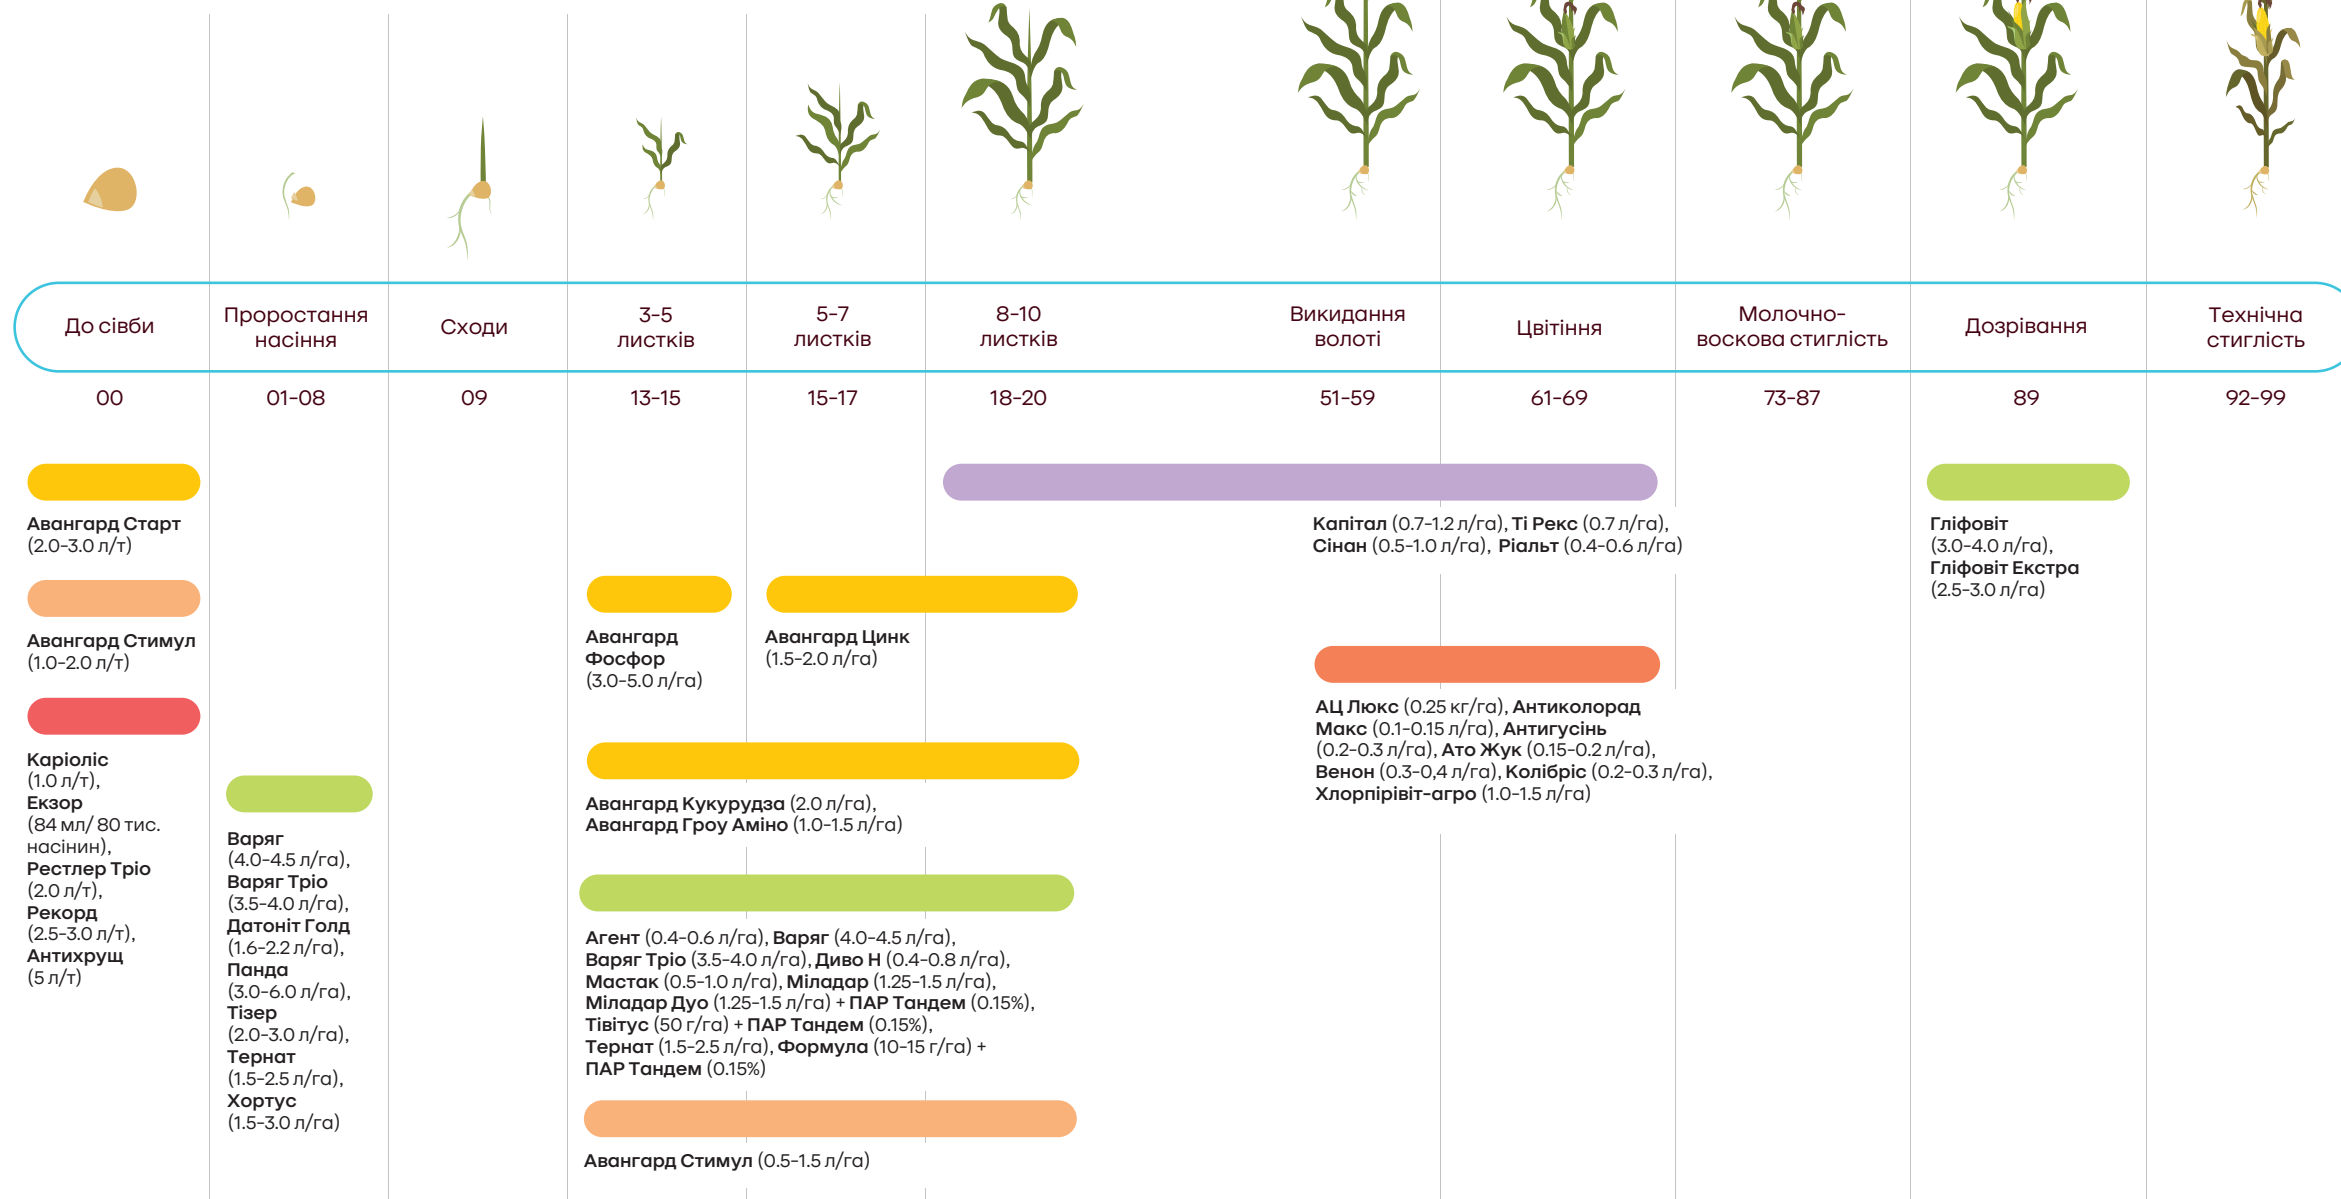 До сівби
Проростання
насіння
Сходи
3-5
листків
5-7
листків
8-10
листків
Викидання
волоті
Цвітіння
Молочно-
воскова стиглість
Дозрівання
Технічна
стиглість
00
01-08
09
13-15
15-17
18-20
51-59
61-69
73-87
89
92-99
Авангард Старт
(2.0-3.0 л/т)
Авангард Стимул
(1.0-2.0 л/т)
Каріоліс
(1.0 л/т),
Екзор
(84 мл/ 80 тис.
насінин),
Рестлер Тріо
(2.0 л/т),
Рекорд
(2.5-3.0 л/т),
Антихрущ
(5 л/т)
Варяг
(4.0-4.5 л/га),
Варяг Тріо
(3.5-4.0 л/га),
Датоніт Голд
(1.6-2.2 л/га),
Панда
(3.0-6.0 л/га),
Тізер
(2.0-3.0 л/га),
Тернат
(1.5-2.5 л/га),
Хортус
(1.5-3.0 л/га)
Авангард
Фосфор
(3.0-5.0 л/га)
Авангард Цинк
(1.5-2.0 л/га)
Авангард Кукурудза (2.0 л/га),
Авангард Гроу Аміно (1.0-1.5 л/га)
Агент (0.4-0.6 л/га), Варяг (4.0-4.5 л/га),
Варяг Тріо (3.5-4.0 л/га), Диво Н (0.4-0.8 л/га),
Мастак (0.5-1.0 л/га), Міладар (1.25-1.5 л/га),
Міладар Дуо (1.25-1.5 л/га) + ПАР Тандем (0.15%),
Тівітус (50 г/га) + ПАР Тандем (0.15%),
Тернат (1.5-2.5 л/га), Формула (10-15 г/га) +
ПАР Тандем (0.15%)
Авангард Стимул (0.5-1.5 л/га)
Капітал (0.7-1.2 л/га), Ті Рекс (0.7 л/га),
Сінан (0.5-1.0 л/га), Ріальт (0.4-0.6 л/га)
АЦ Люкс (0.25 кг/га), Антиколорад
Макс (0.1-0.15 л/га), Антигусінь
(0.2-0.3 л/га), Ато Жук (0.15-0.2 л/га),
Венон (0.3-0,4 л/га), Колібріс (0.2-0.3 л/га),
Хлорпірівіт-агро (1.0-1.5 л/га)
Гліфовіт
(3.0-4.0 л/га),
Гліфовіт Екстра
(2.5-3.0 л/га)